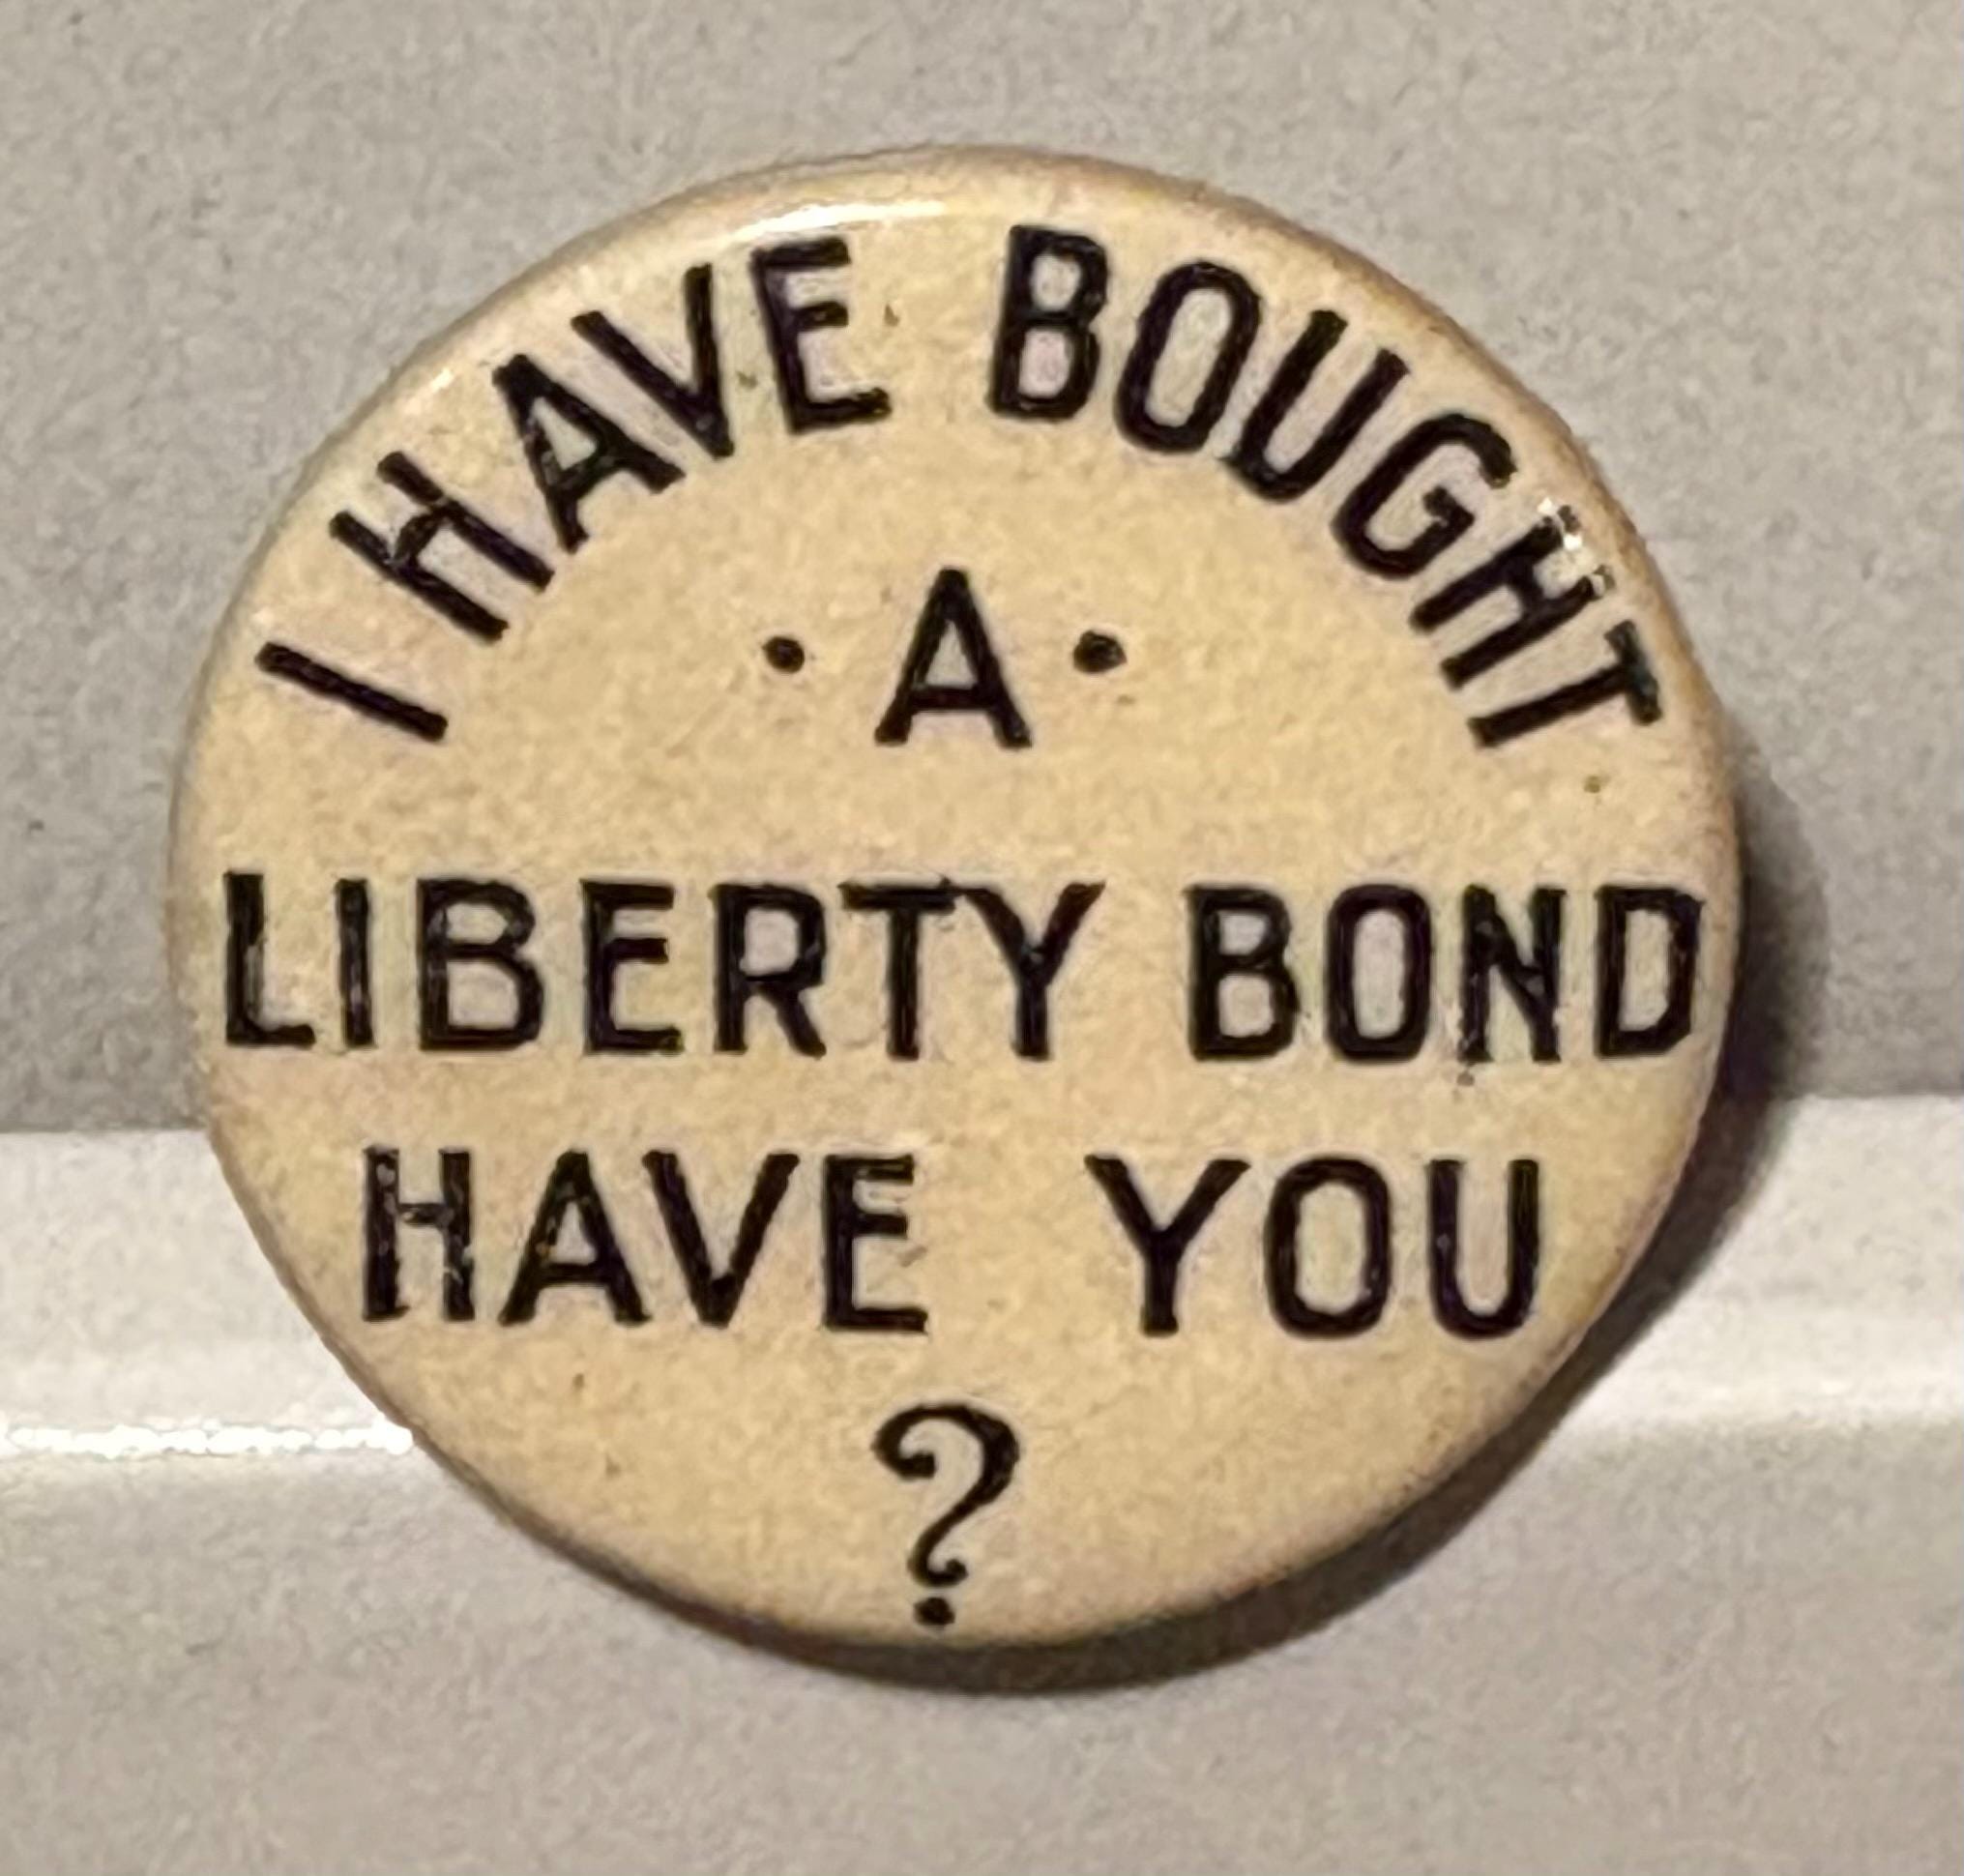 I HAVE BOUGHT
· A ·
LIBERTY BOND
HAVE YOU
?